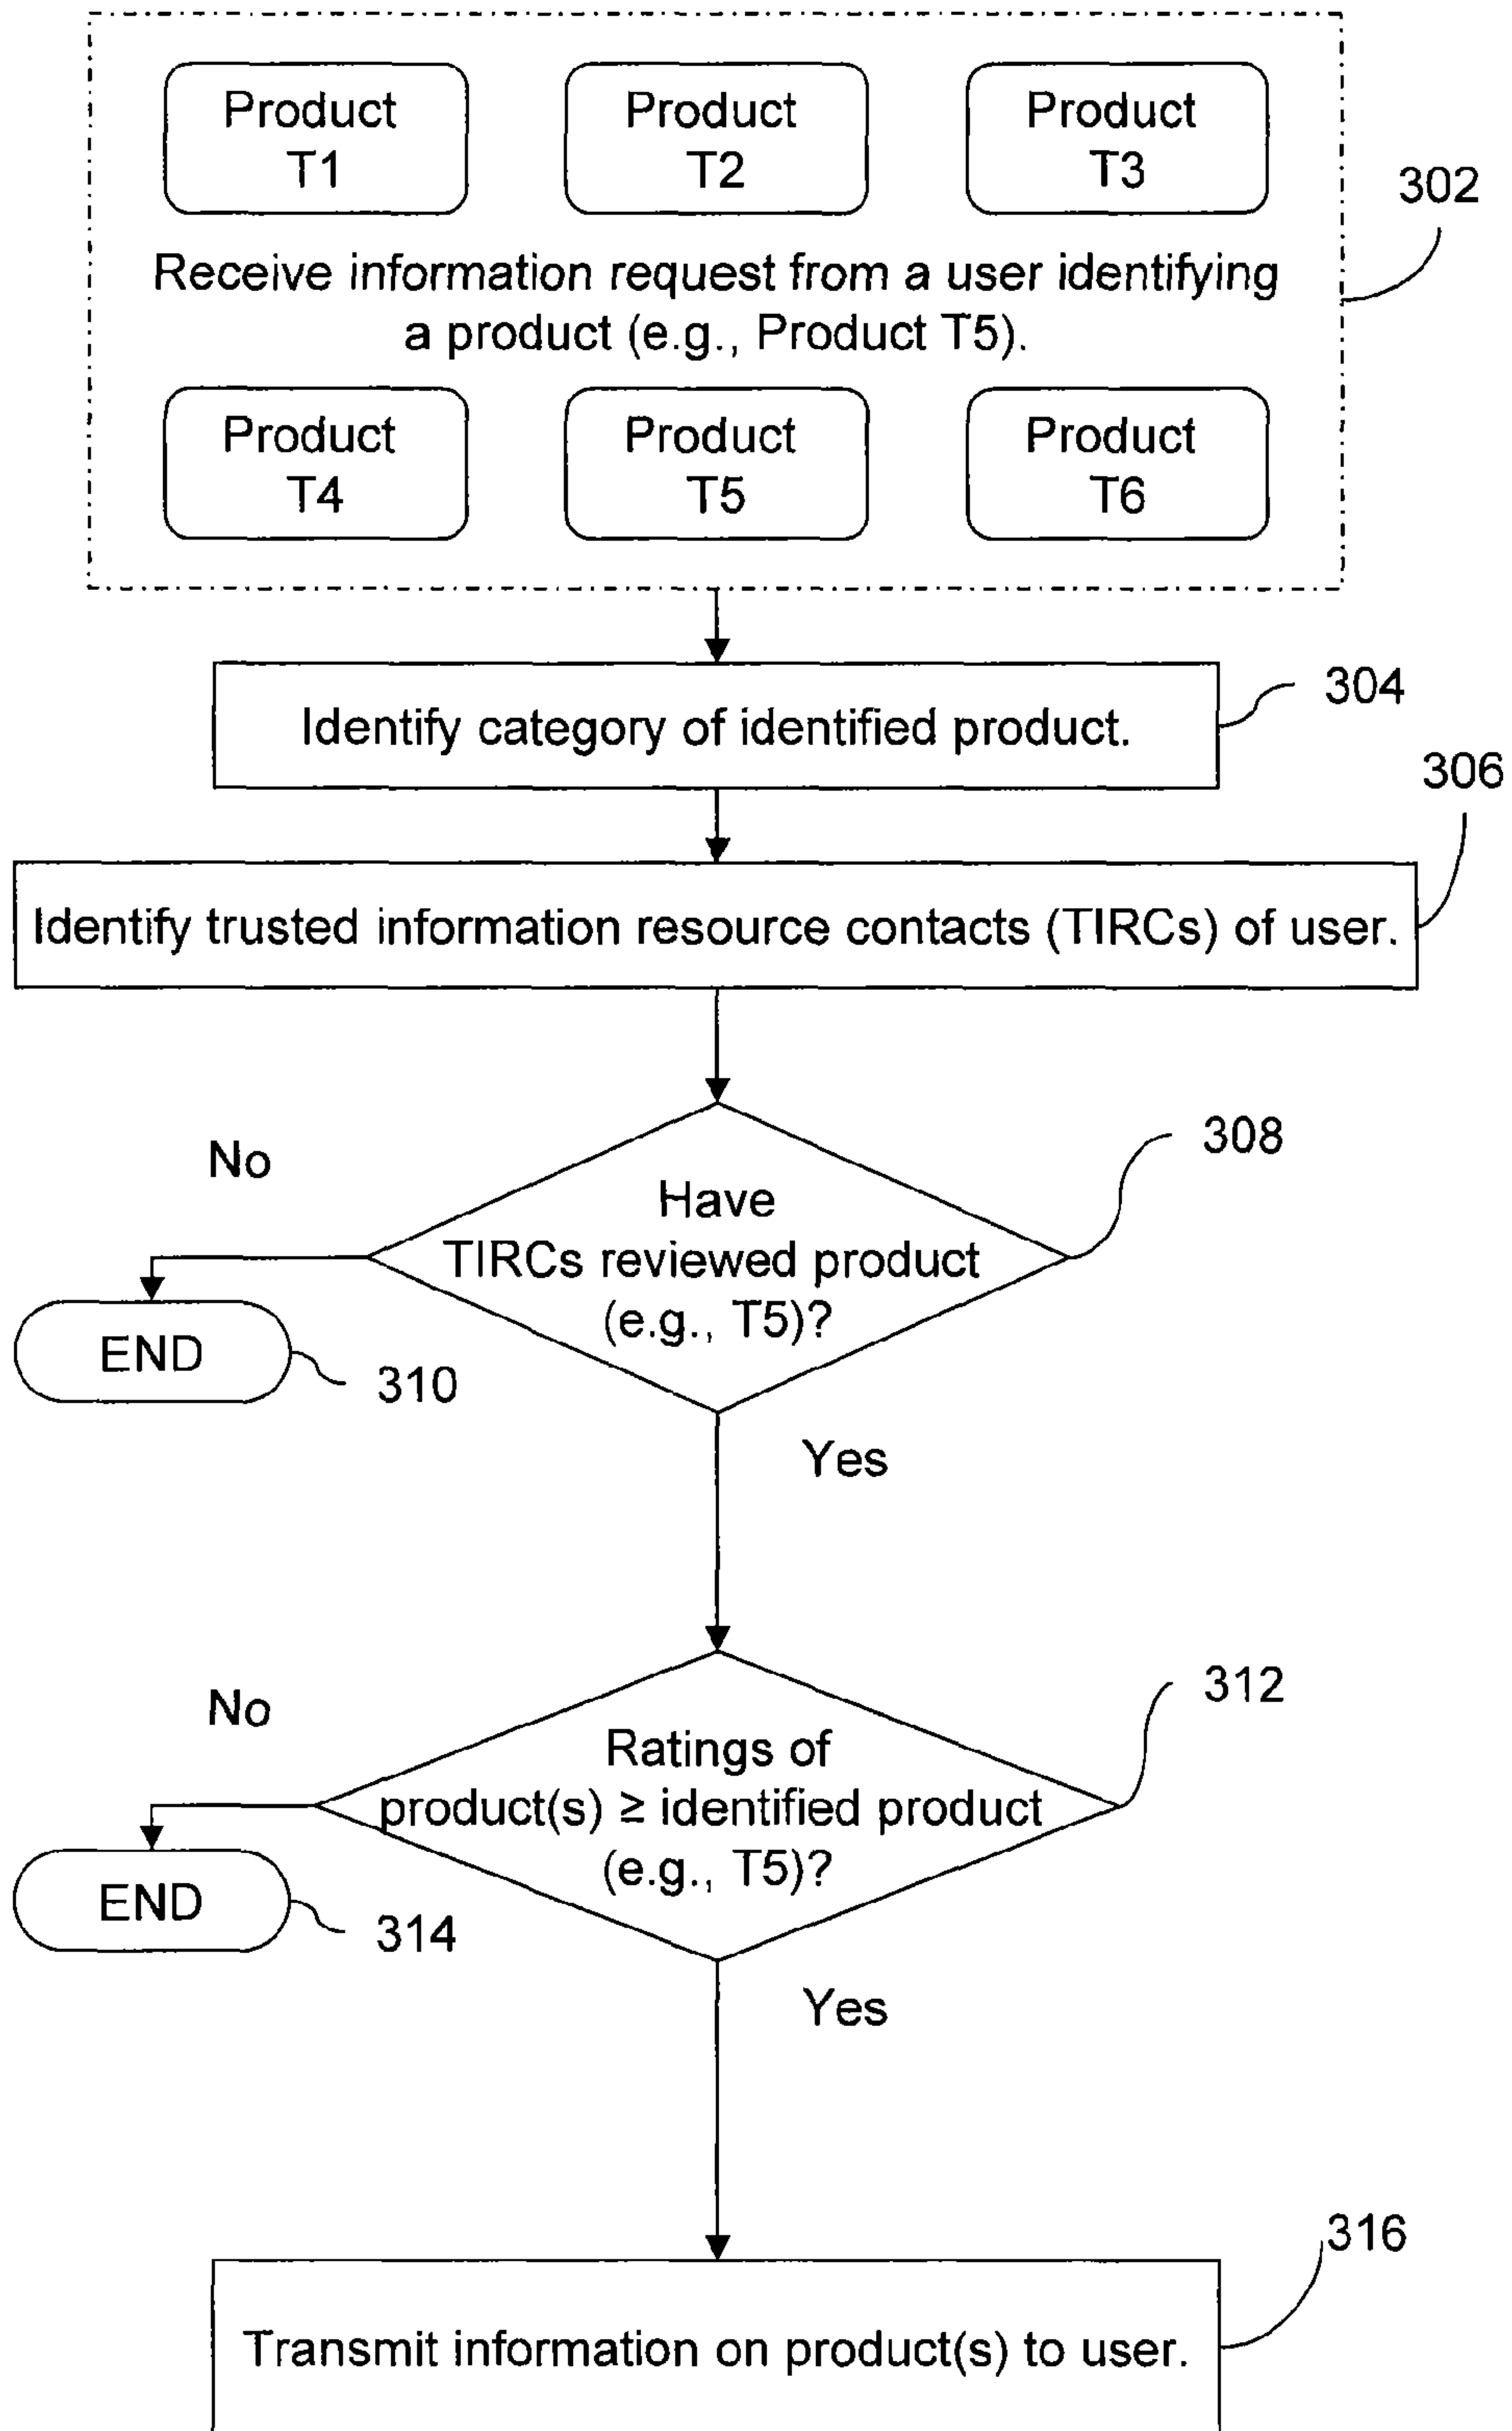 Product
T1
Product
T2
Product
T3
302
Receive information request from a user identifying
a product (e.g., Product T5).
Product
T4
Product
T5
Product
T6
304
Identify category of identified product.
306
Identify trusted information resource contacts (TIRCs) of user.
308
No
Have
TIRCs reviewed product
(e.g., T5)?
END
310
Yes
312
No
Ratings of
product(s) ≥ identified product
(e.g., T5)?
END
314
Yes
316
Transmit information on product(s) to user.